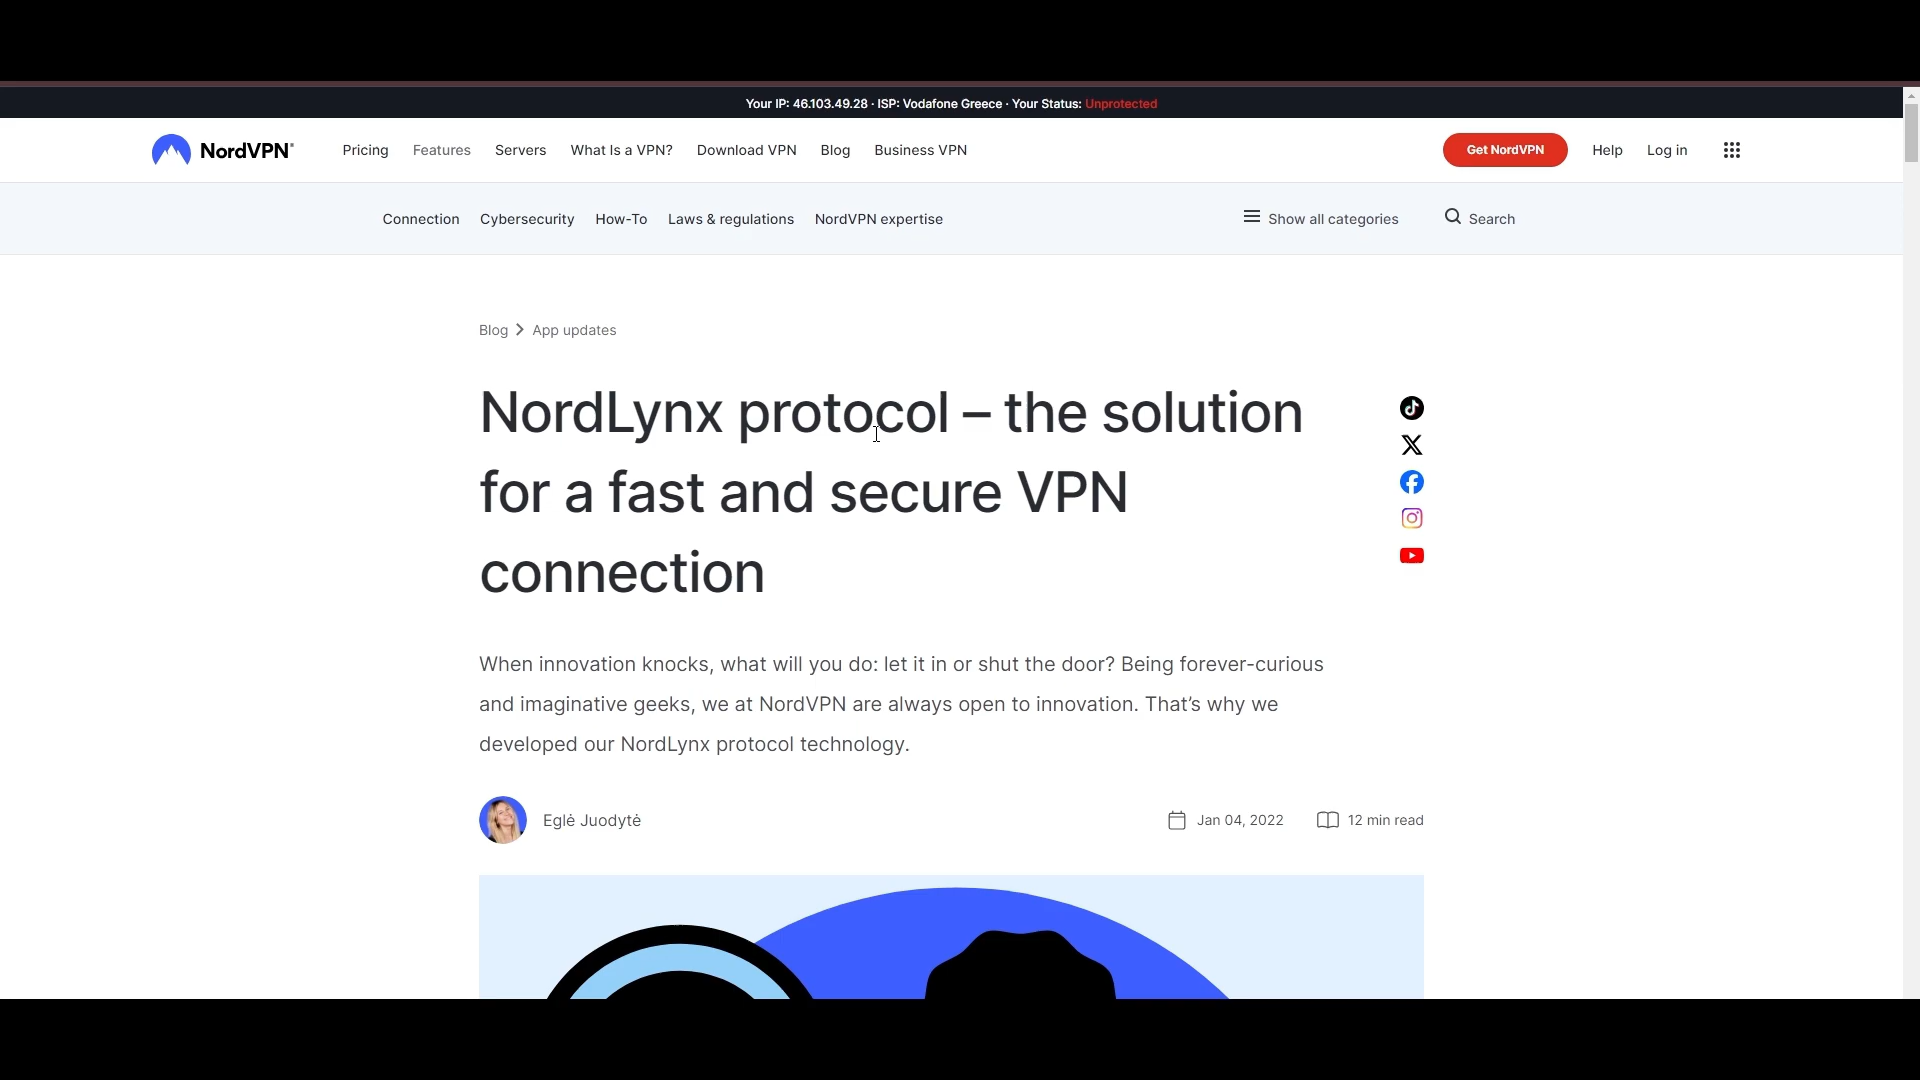 Your IP: 46.103.49.28 · ISP: Vodafone Greece · Your Status: Unprotected
NordVPN®
Pricing Features Servers What Is a VPN? Download VPN Blog Business VPN
Get NordVPN Help Log in
Connection Cybersecurity How-To Laws & regulations NordVPN expertise
Show all categories Search
Blog App updates
NordLynx protocol – the solution
for a fast and secure VPN
connection
When innovation knocks, what will you do: let it in or shut the door? Being forever-curious
and imaginative geeks, we at NordVPN are always open to innovation. That’s why we
developed our NordLynx protocol technology.
Eglė Juodytė
Jan 04, 2022 12 min read